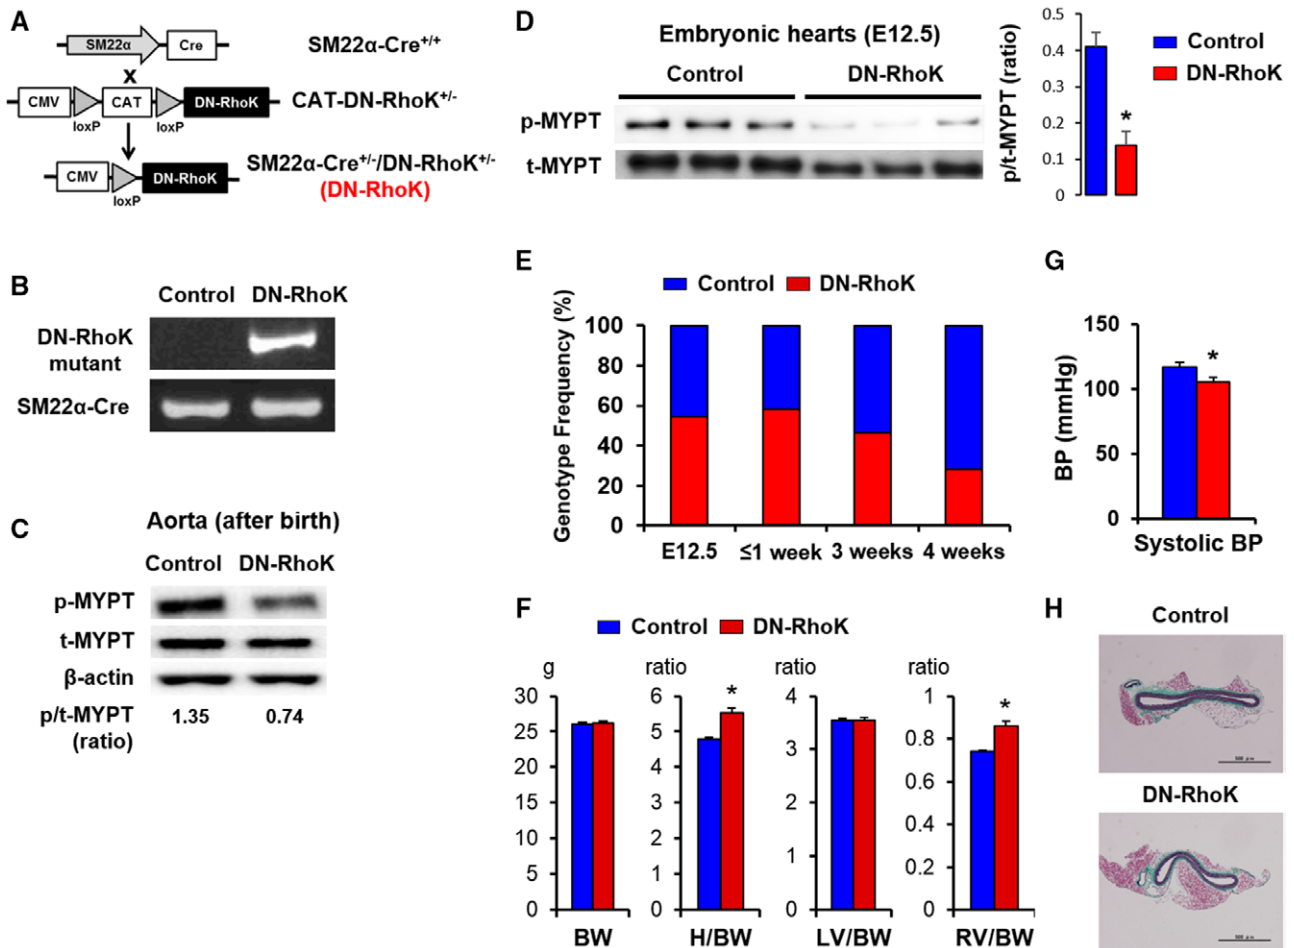 A
SM22α
Cre
SM22α-Cre+/+
X
CMV
CAT
DN-RhoK
CAT-DN-RhoK+/-
loxP
loxP
CMV
DN-RhoK
SM22α-Cre+/-/DN-RhoK+/-
(DN-RhoK)
loxP
B
Control
DN-RhoK
DN-RhoK
mutant
SM22α-Cre
C
Aorta (after birth)
Control
DN-RhoK
p-MYPT
t-MYPT
β-actin
p/t-MYPT
(ratio)
1.35
0.74
D
Embryonic hearts (E12.5)
Control
DN-RhoK
p-MYPT
t-MYPT
p/t-MYPT (ratio)
0.5
0.4
0.3
0.2
0.1
0
*
Control
DN-RhoK
E
Control
DN-RhoK
Genotype Frequency (%)
100
80
60
40
20
0
E12.5
≤1 week
3 weeks
4 weeks
F
Control
DN-RhoK
g
30
25
20
15
10
5
0
BW
ratio
6
5
4
3
2
1
0
*
H/BW
ratio
4
3
2
1
0
LV/BW
ratio
1
0.8
0.6
0.4
0.2
0
*
RV/BW
G
BP (mmHg)
150
100
50
0
*
Systolic BP
H
Control
500 μm
DN-RhoK
500 μm